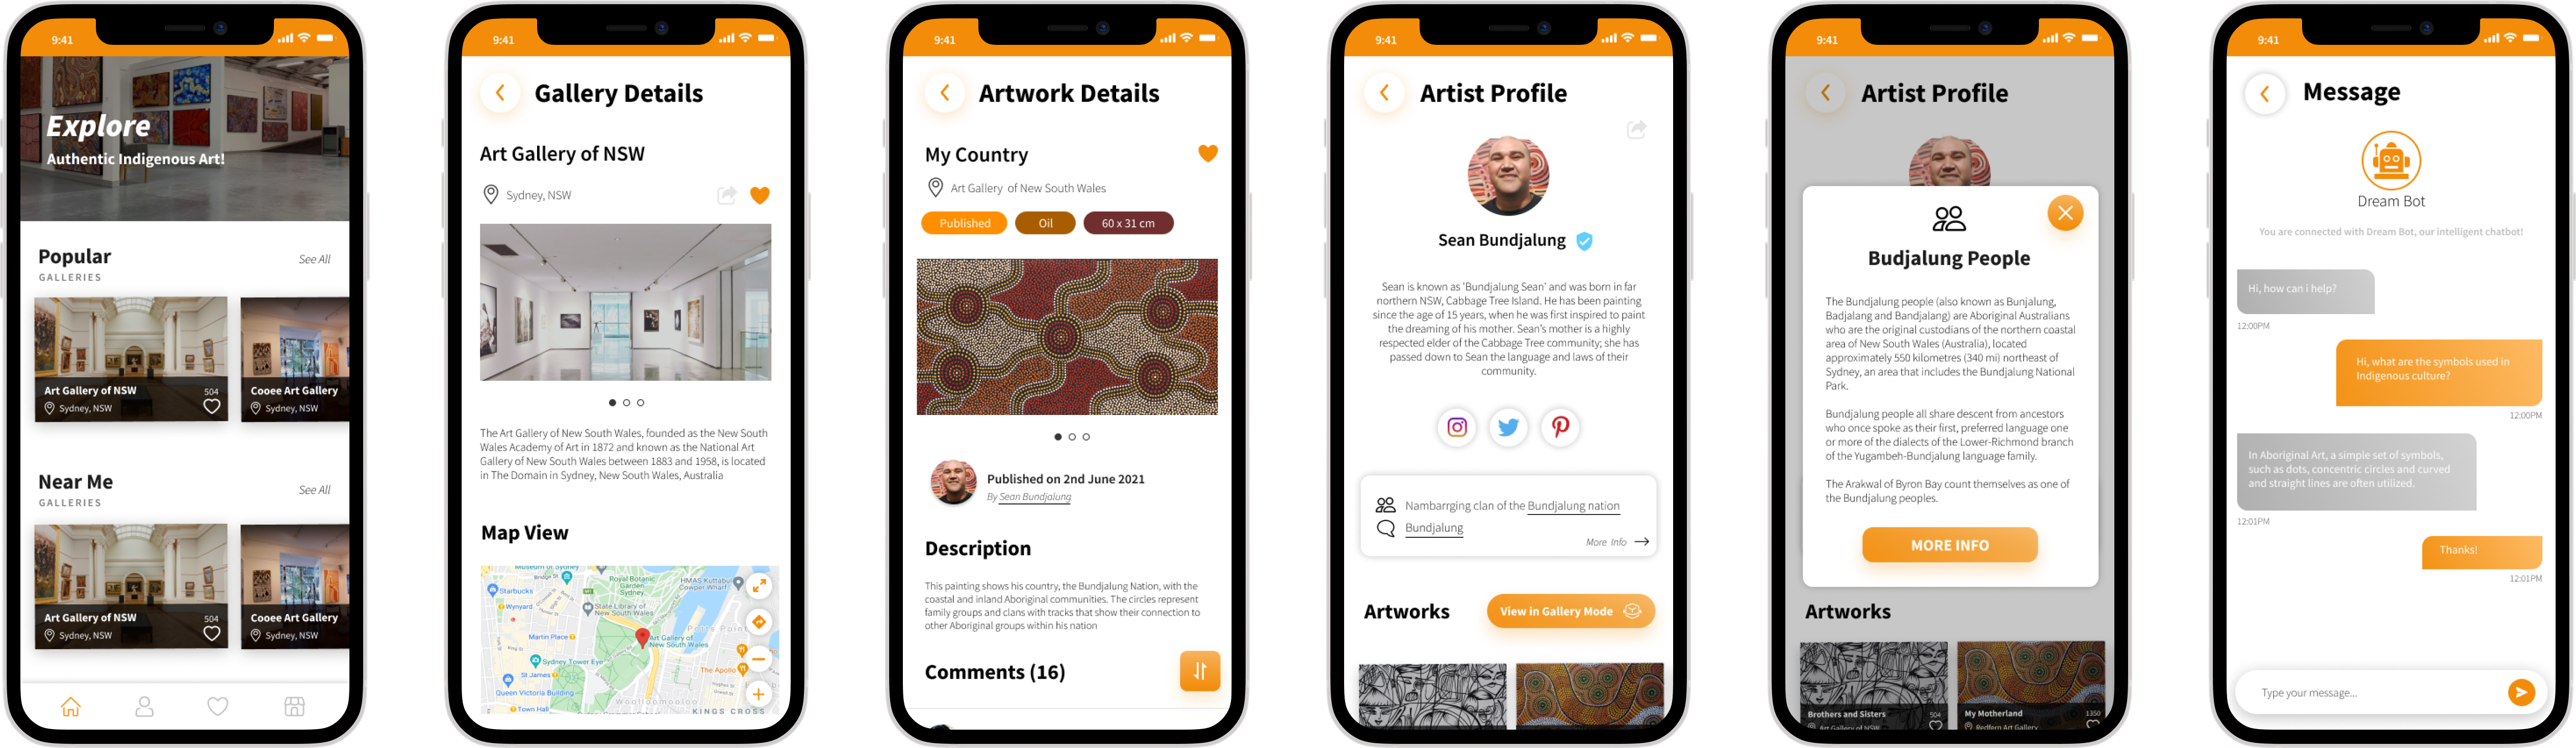 9:41
Explore
Authentic Indigenous Art!
Popular
See All
GALLERIES
Art Gallery of NSW
504
Sydney, NSW
Cooee Art Gallery
Sydney, NSW
Near Me
See All
GALLERIES
Art Gallery of NSW
504
Sydney, NSW
Cooee Art Gallery
Sydney, NSW
9:41
Gallery Details
Art Gallery of NSW
Sydney, NSW
The Art Gallery of New South Wales, founded as the New South
Wales Academy of Art in 1872 and known as the National Art
Gallery of New South Wales between 1883 and 1958, is located
in The Domain in Sydney, New South Wales, Australia
Map View
Museum of Sydney
Bridge St
Royal Botanic
Garden
Sydney
HMAS Kuttabul
Cowper Wharf
Starbucks
Wynyard
State Library of
New South Wales
Martin Place
Potts Point
Art Gallery of
New South Wales
Sydney Tower Eye
The Apollo
St James
Queen Victoria Building
Woolloomooloo
Town Hall
KINGS CROSS
9:41
Artwork Details
My Country
Art Gallery of New South Wales
Published
Oil
60 x 31 cm
Published on 2nd June 2021
By Sean Bundjalung
Description
This painting shows his country, the Bundjalung Nation, with the
coastal and inland Aboriginal communities. The circles represent
family groups and clans with tracks that show their connection to
other Aboriginal groups within his nation
Comments (16)
9:41
Artist Profile
Sean Bundjalung
Sean is known as 'Bundjalung Sean' and was born in far
northern NSW, Cabbage Tree Island. He has been painting
since the age of 15 years, when he was first inspired to paint
the dreaming of his mother. Sean's mother is a highly
respected elder of the Cabbage Tree community; she has
passed down to Sean the language and laws of their
community.
Nambarrging clan of the Bundjalung nation
Bundjalung
More Info
Artworks
View in Gallery Mode
9:41
Artist Profile
Budjalung People
The Bundjalung people (also known as Bunjalung,
Badjalang and Bandjalang) are Aboriginal Australians
who are the original custodians of the northern coastal
area of New South Wales (Australia), located
approximately 550 kilometres (340 mi) northeast of
Sydney, an area that includes the Bundjalung National
Park.
Bundjalung people all share descent from ancestors
who once spoke as their first, preferred language one
or more of the dialects of the Lower-Richmond branch
of the Yugambeh-Bundjalung language family.
The Arakwal of Byron Bay count themselves as one of
the Bundjalung peoples.
MORE INFO
Artworks
Brothers and Sisters
504
Art Gallery of NSW
My Motherland
1350
Redfern Art Gallery
9:41
Message
Dream Bot
You are connected with Dream Bot, our intelligent chatbot!
Hi, how can i help?
12:00PM
Hi, what are the symbols used in
Indigenous culture?
12:00PM
In Aboriginal Art, a simple set of symbols,
such as dots, concentric circles and curved
and straight lines are often utilized.
12:01PM
Thanks!
12:01PM
Type your message...